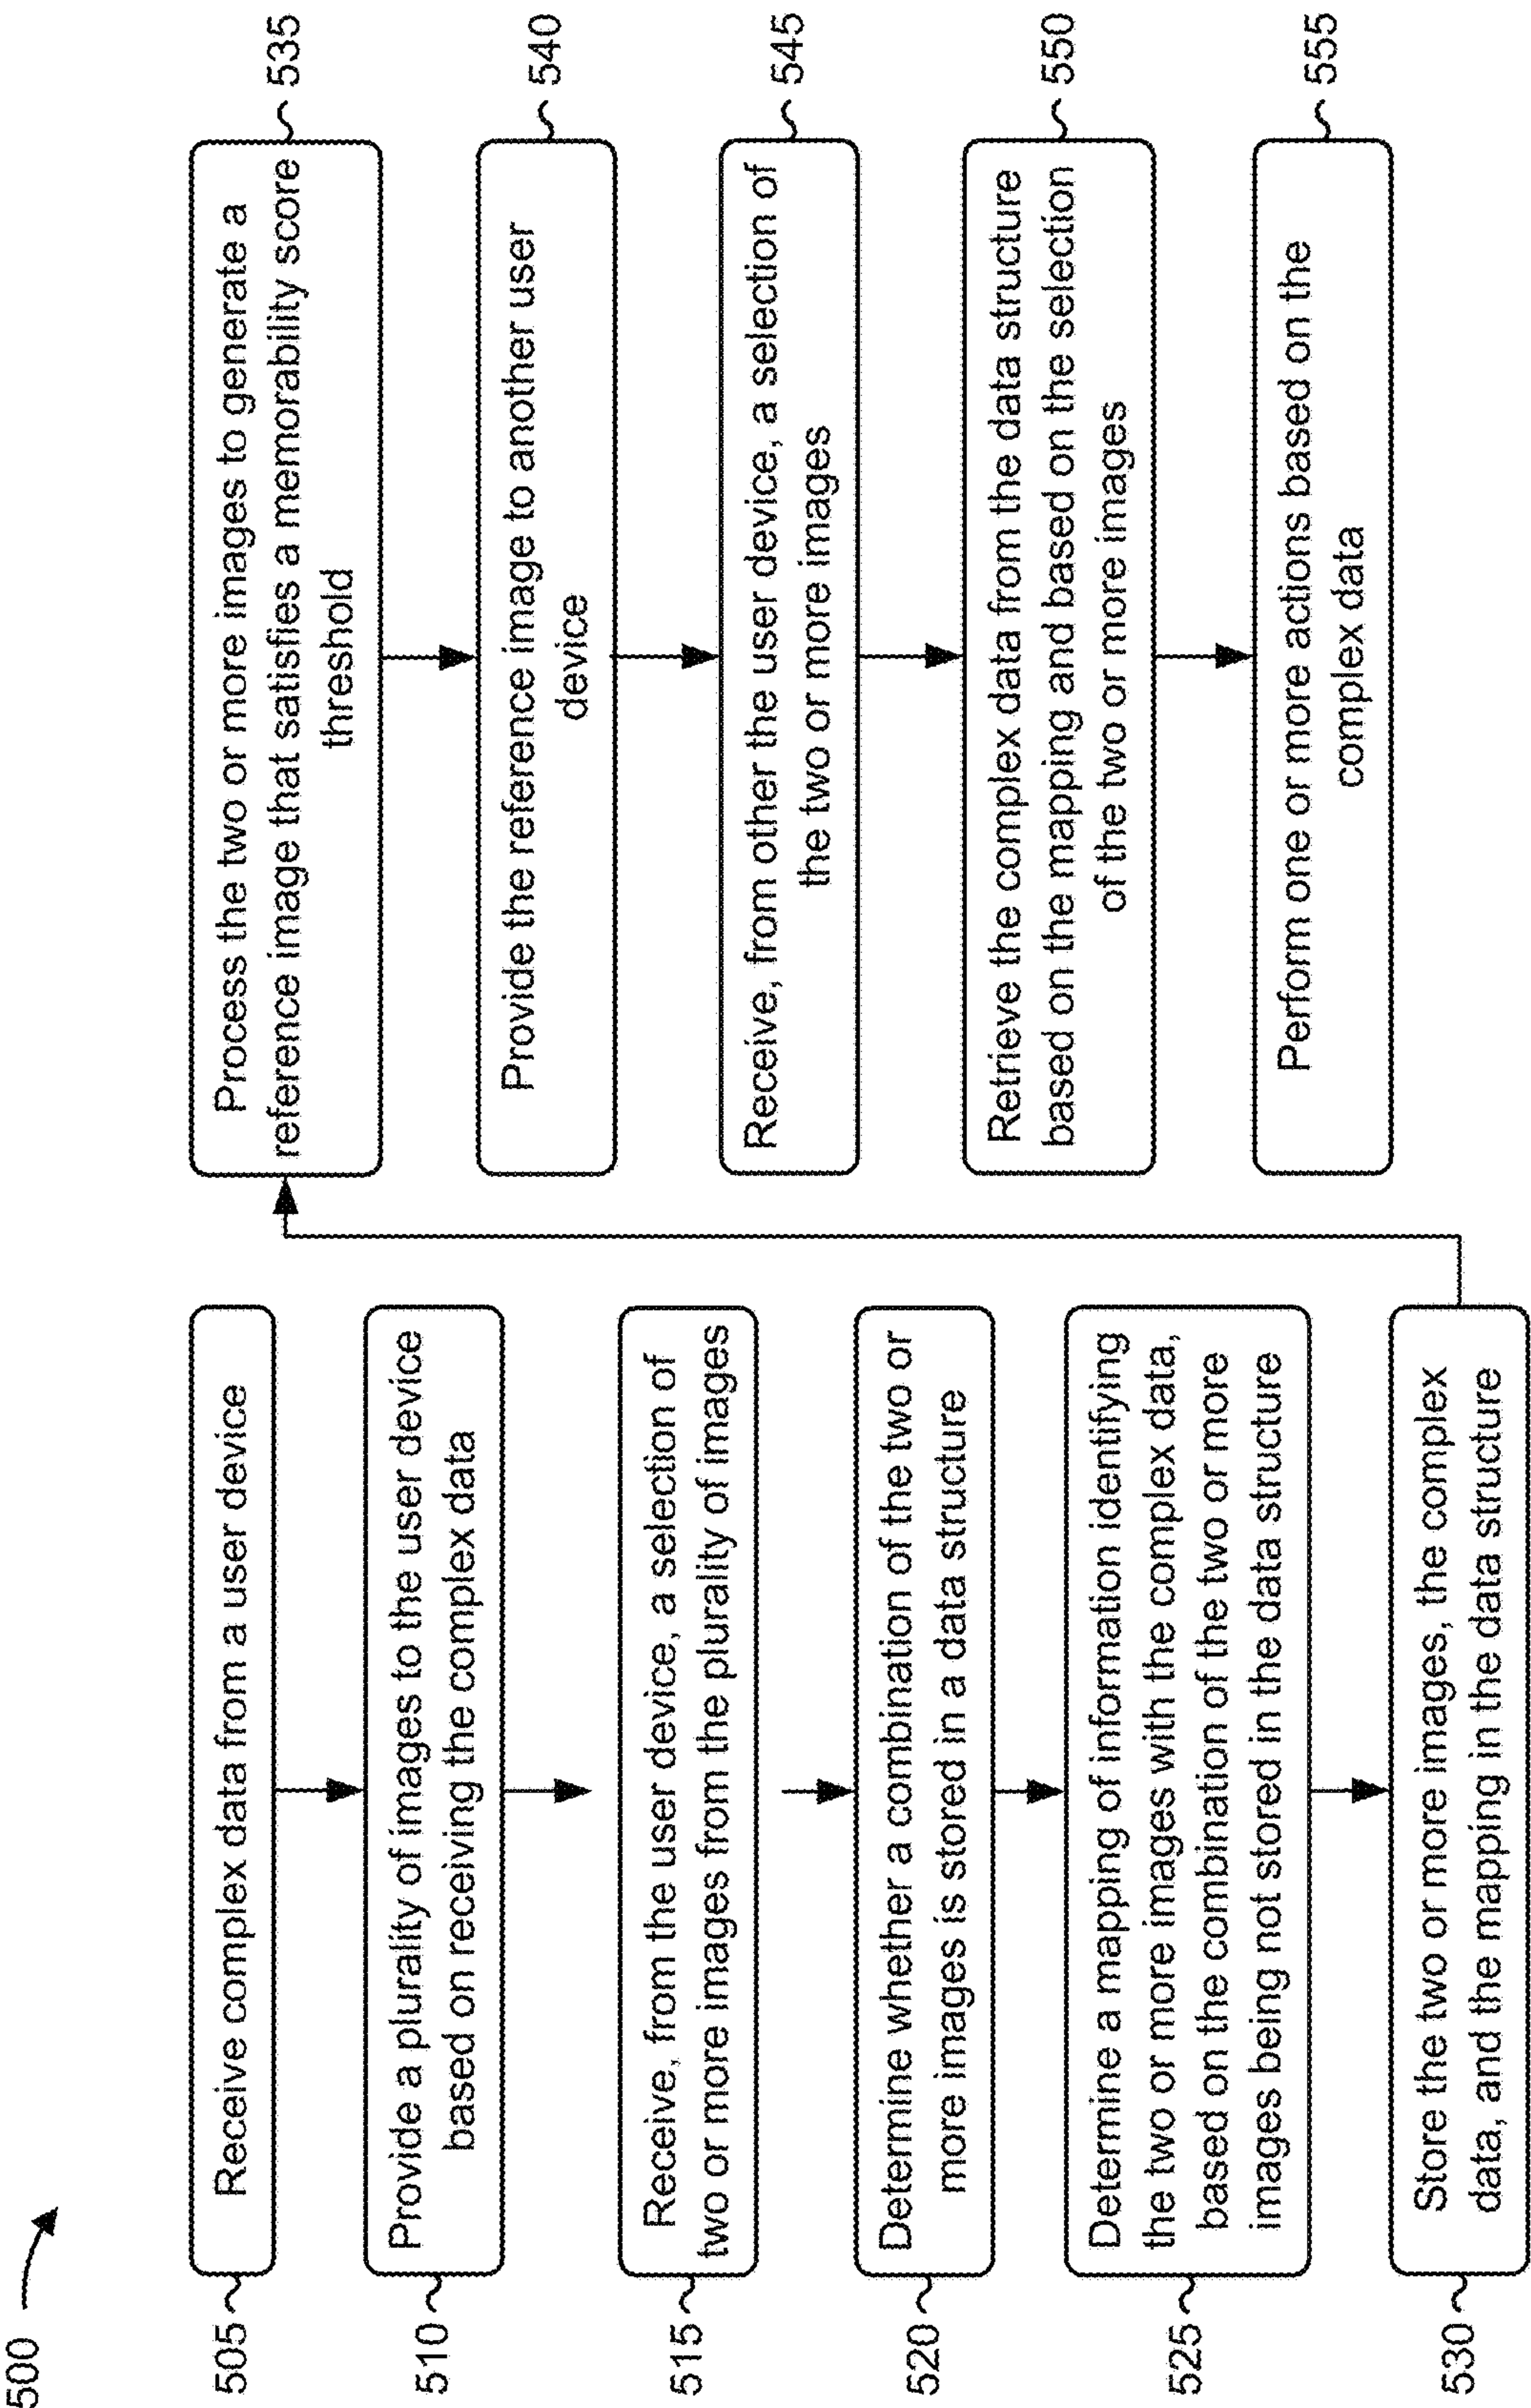 500
505
Receive complex data from a user device
510
Provide a plurality of images to the user device
based on receiving the complex data
515
Receive, from the user device, a selection of
two or more images from the plurality of images
520
Determine whether a combination of the two or
more images is stored in a data structure
525
Determine a mapping of information identifying
the two or more images with the complex data,
based on the combination of the two or more
images being not stored in the data structure
530
Store the two or more images, the complex
data, and the mapping in the data structure
Process the two or more images to generate a
reference image that satisfies a memorability score
threshold
535
Provide the reference image to another user
device
540
Receive, from other the user device, a selection of
the two or more images
545
Retrieve the complex data from the data structure
based on the mapping and based on the selection
of the two or more images
550
Perform one or more actions based on the
complex data
555